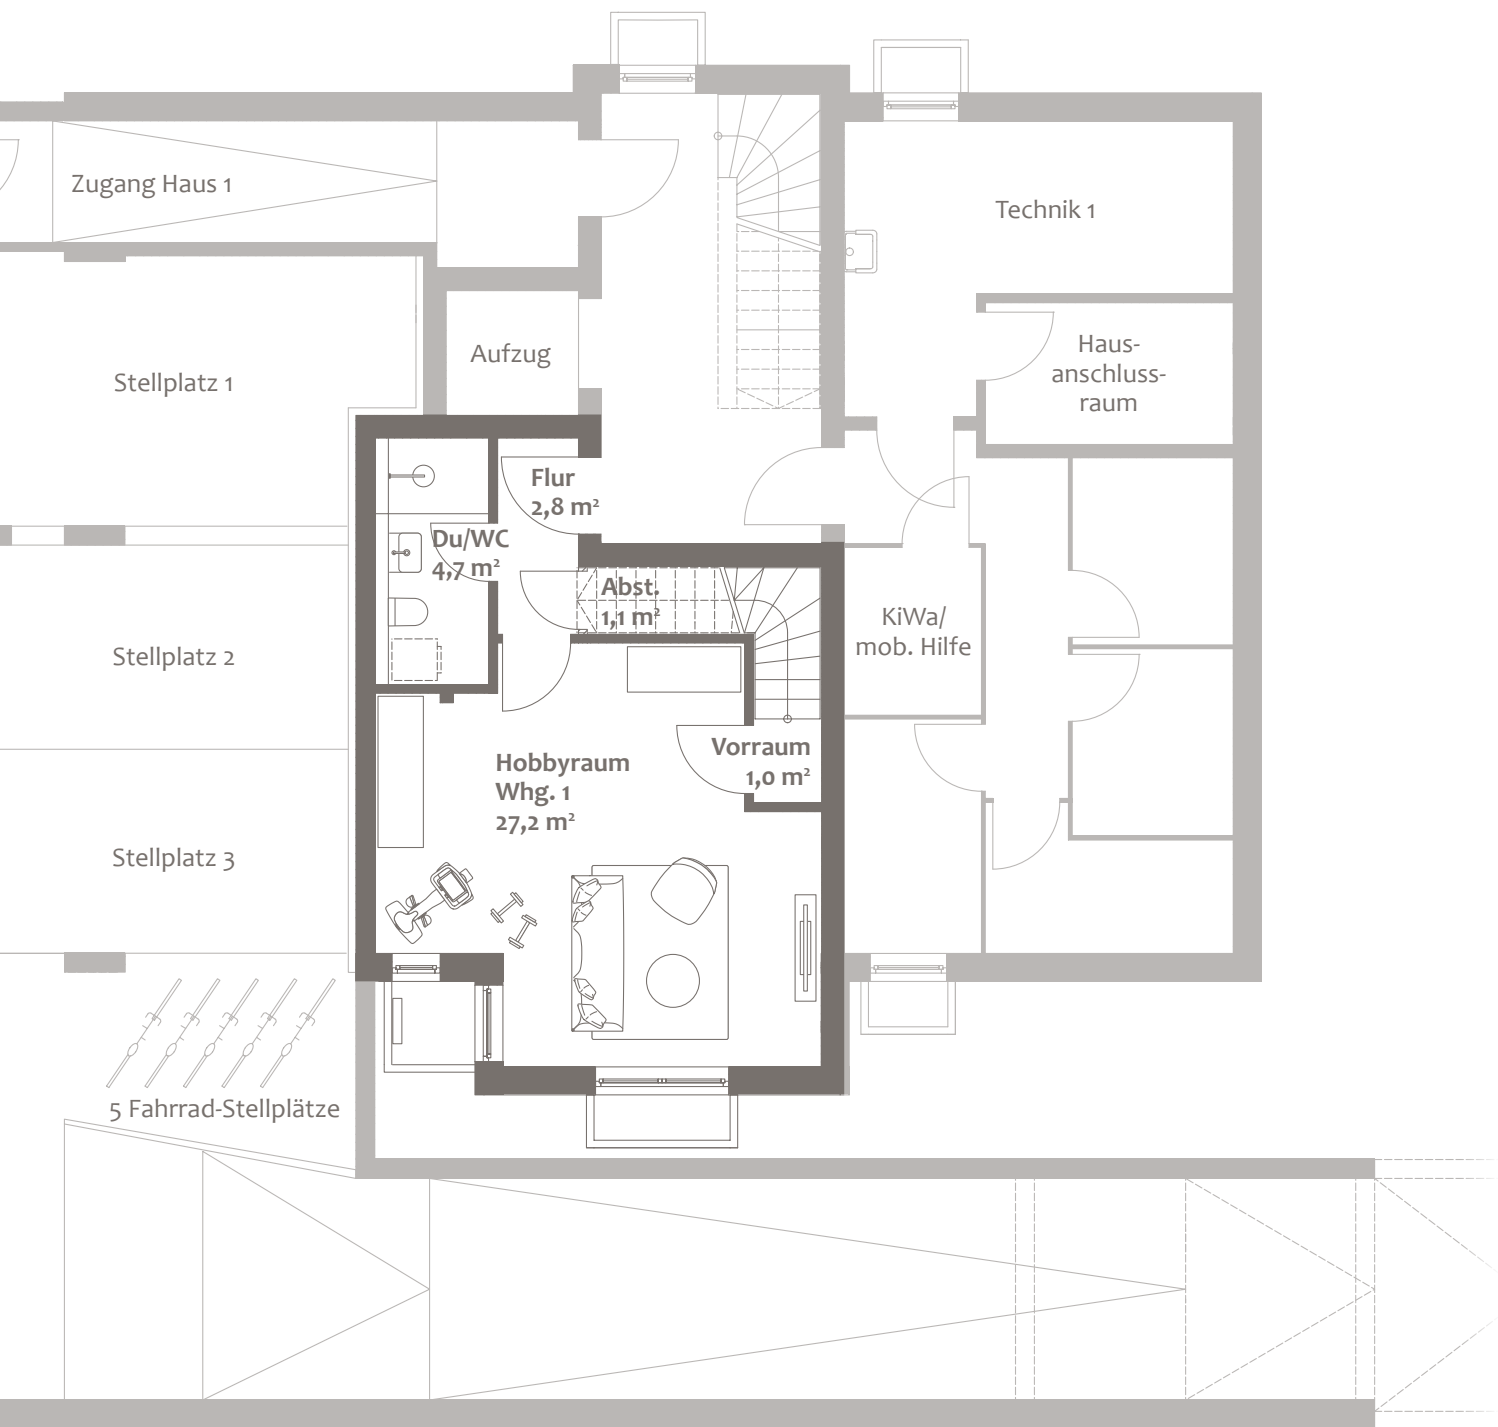 Zugang Haus 1
Technik 1
Haus-
anschluss-
raum
Aufzug
Stellplatz 1
Flur
2,8 m²
Du/WC
4,7 m²
Abst.
1,1 m²
KiWa/
mob. Hilfe
Stellplatz 2
Vorraum
1,0 m²
Hobbyraum
Whg. 1
27,2 m²
Stellplatz 3
5 Fahrrad-Stellplätze